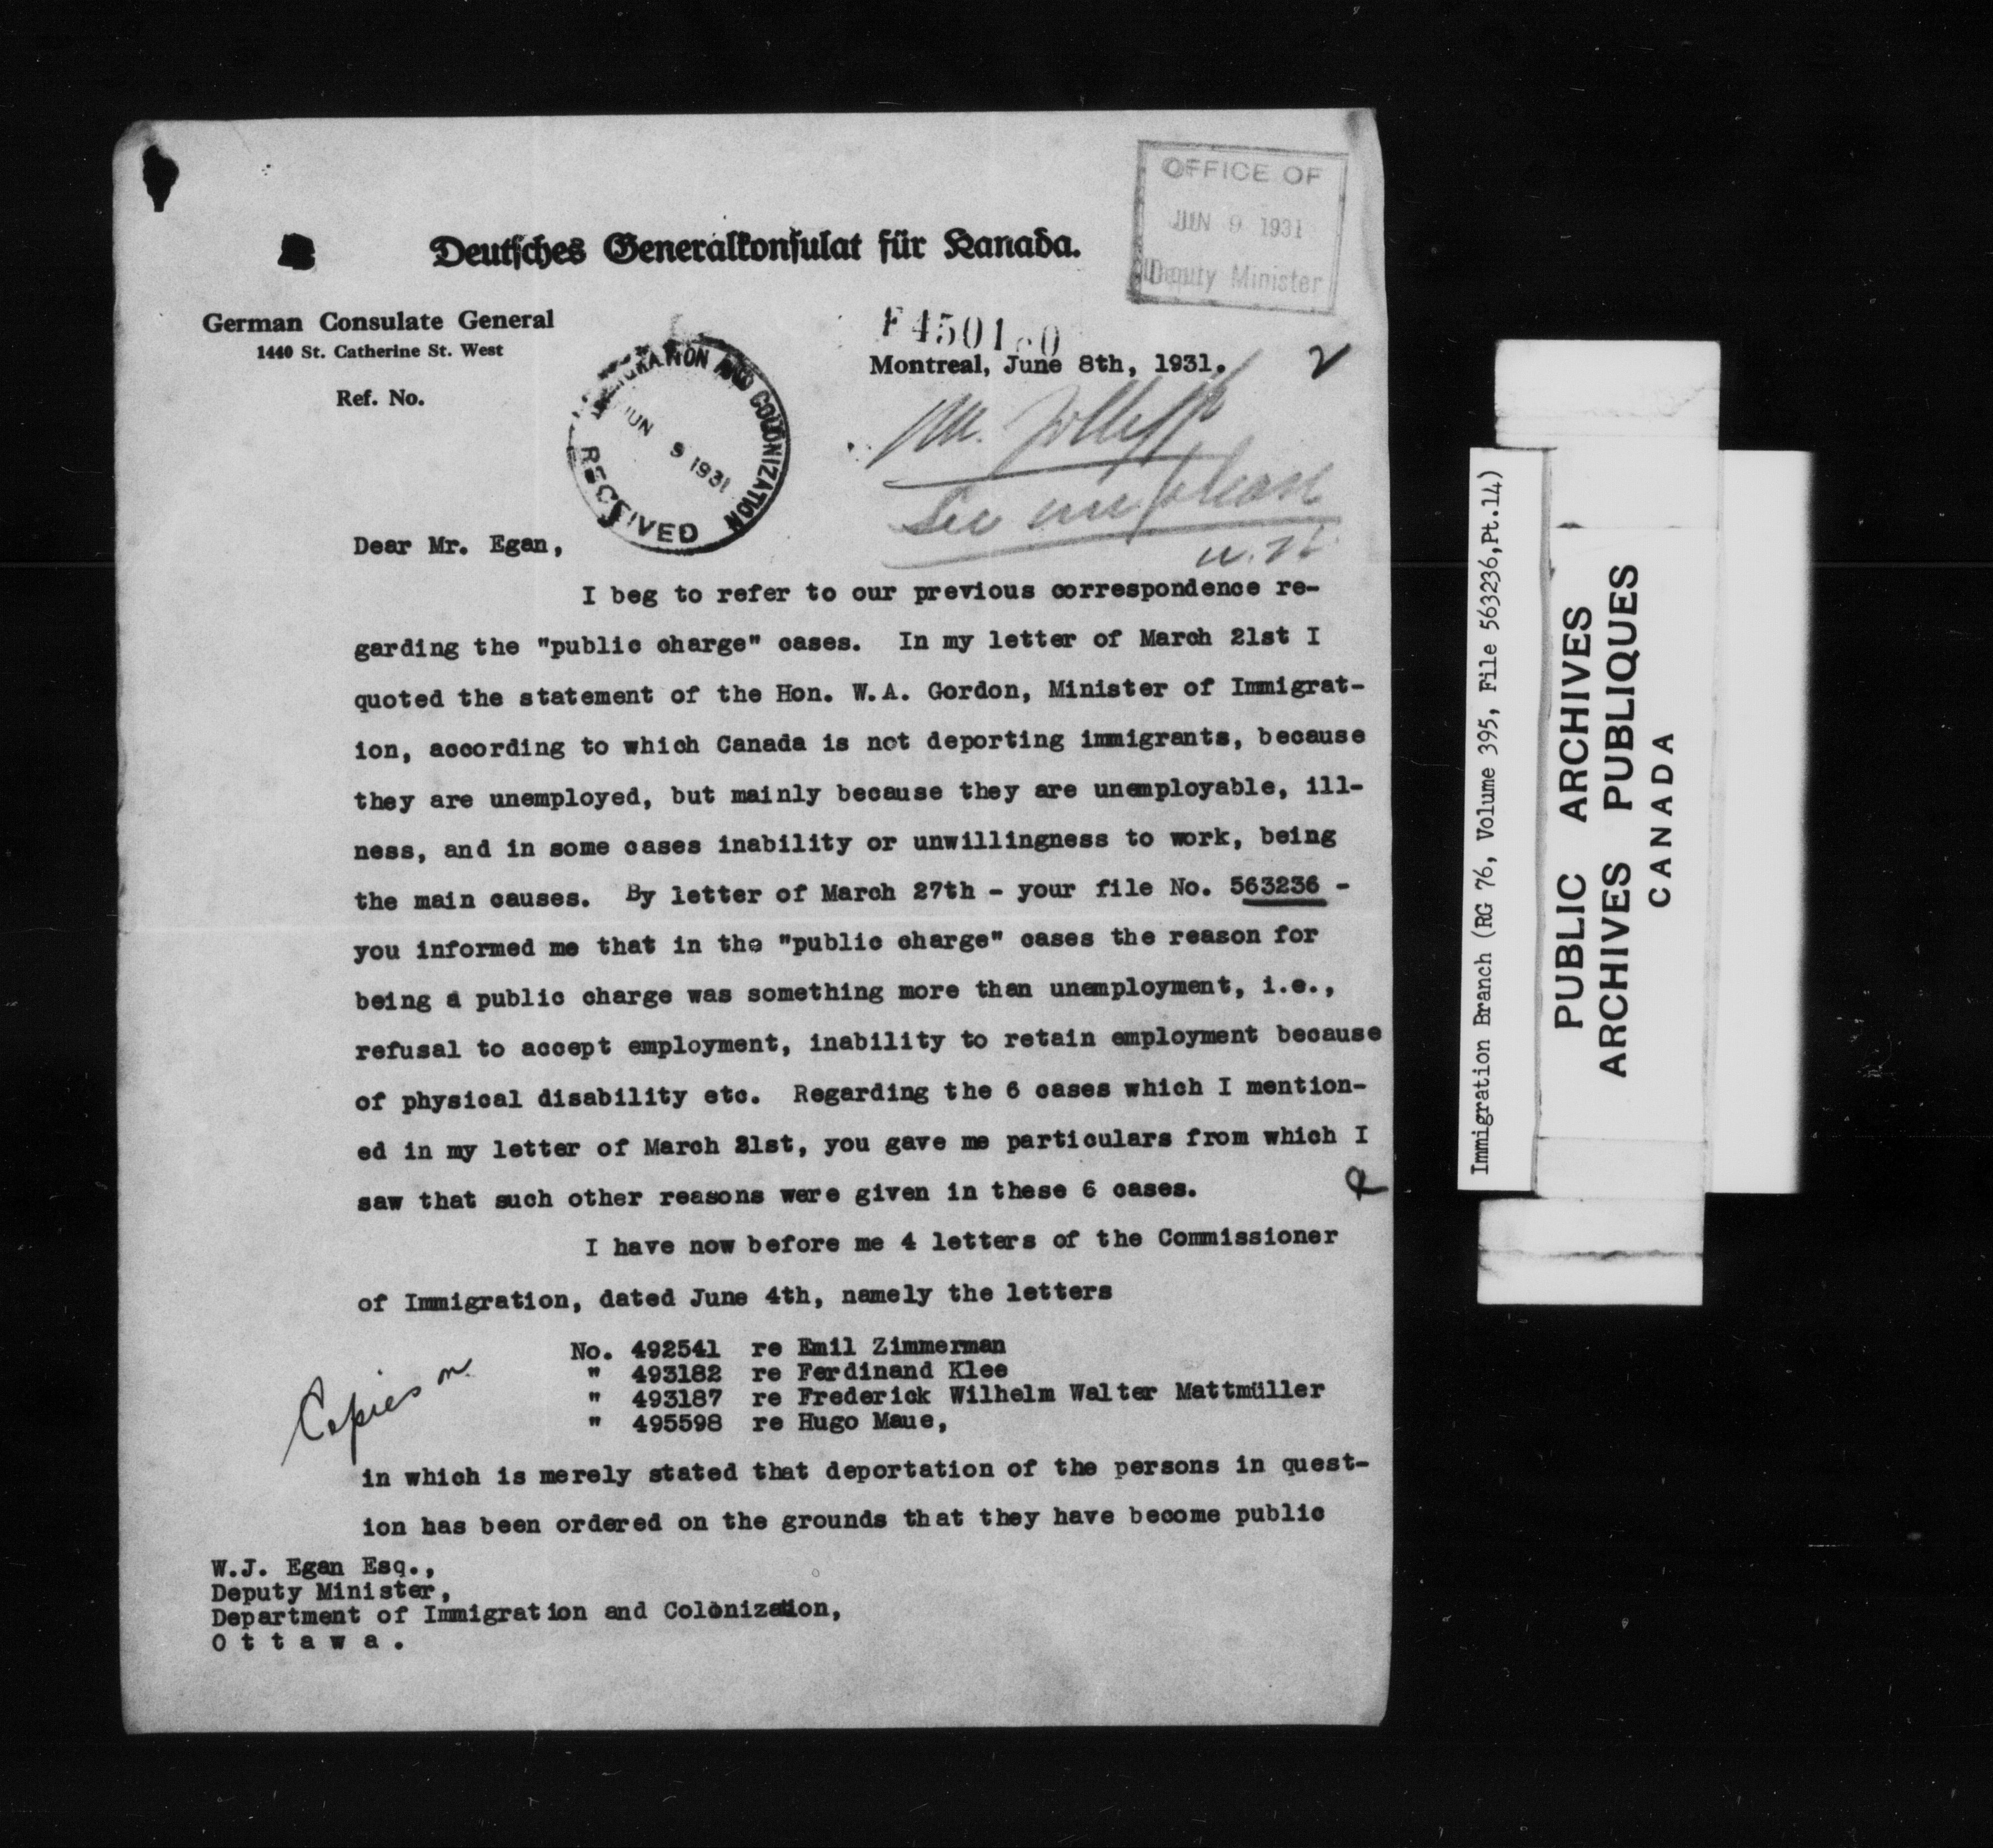 OFFICE OF
JUN 9 1931
Deputy Minister
Deutsches Generalkonsulat für Kanada.
German Consulate General
1440 St. Catherine St. West
Ref. No.
IMMIGRATION AND COLONIZATION
JUN 9 1931
RECEIVED
Montreal, June 8th, 1931.
2
Mr. Jolliffe
See me please
Dear Mr. Egan,
I beg to refer to our previous correspondence re-
garding the "public charge" cases. In my letter of March 21st I
quoted the statement of the Hon. W.A. Gordon, Minister of Immigrat-
ion, according to which Canada is not deporting immigrants, because
they are unemployed, but mainly because they are unemployable, ill-
ness, and in some cases inability or unwillingness to work, being
the main causes. By letter of March 27th - your file No. 563236 -
you informed me that in the "public charge" cases the reason for
being a public charge was something more than unemployment, i.e.,
refusal to accept employment, inability to retain employment because
of physical disability etc. Regarding the 6 cases which I mention-
ed in my letter of March 21st, you gave me particulars from which I
saw that such other reasons were given in these 6 cases.
I have now before me 4 letters of the Commissioner
of Immigration, dated June 4th, namely the letters
No. 492541 re Emil Zimmerman
" 493182 re Ferdinand Klee
" 493187 re Frederick Wilhelm Walter Mattmüller
" 495598 re Hugo Maue,
Copies
in which is merely stated that deportation of the persons in quest-
ion has been ordered on the grounds that they have become public
W.J. Egan Esq.,
Deputy Minister,
Department of Immigration and Colonization,
O t t a w a .
Immigration Branch (RG 76, Volume 395, File 563236,Pt.14)
PUBLIC ARCHIVES
ARCHIVES PUBLIQUES
CANADA